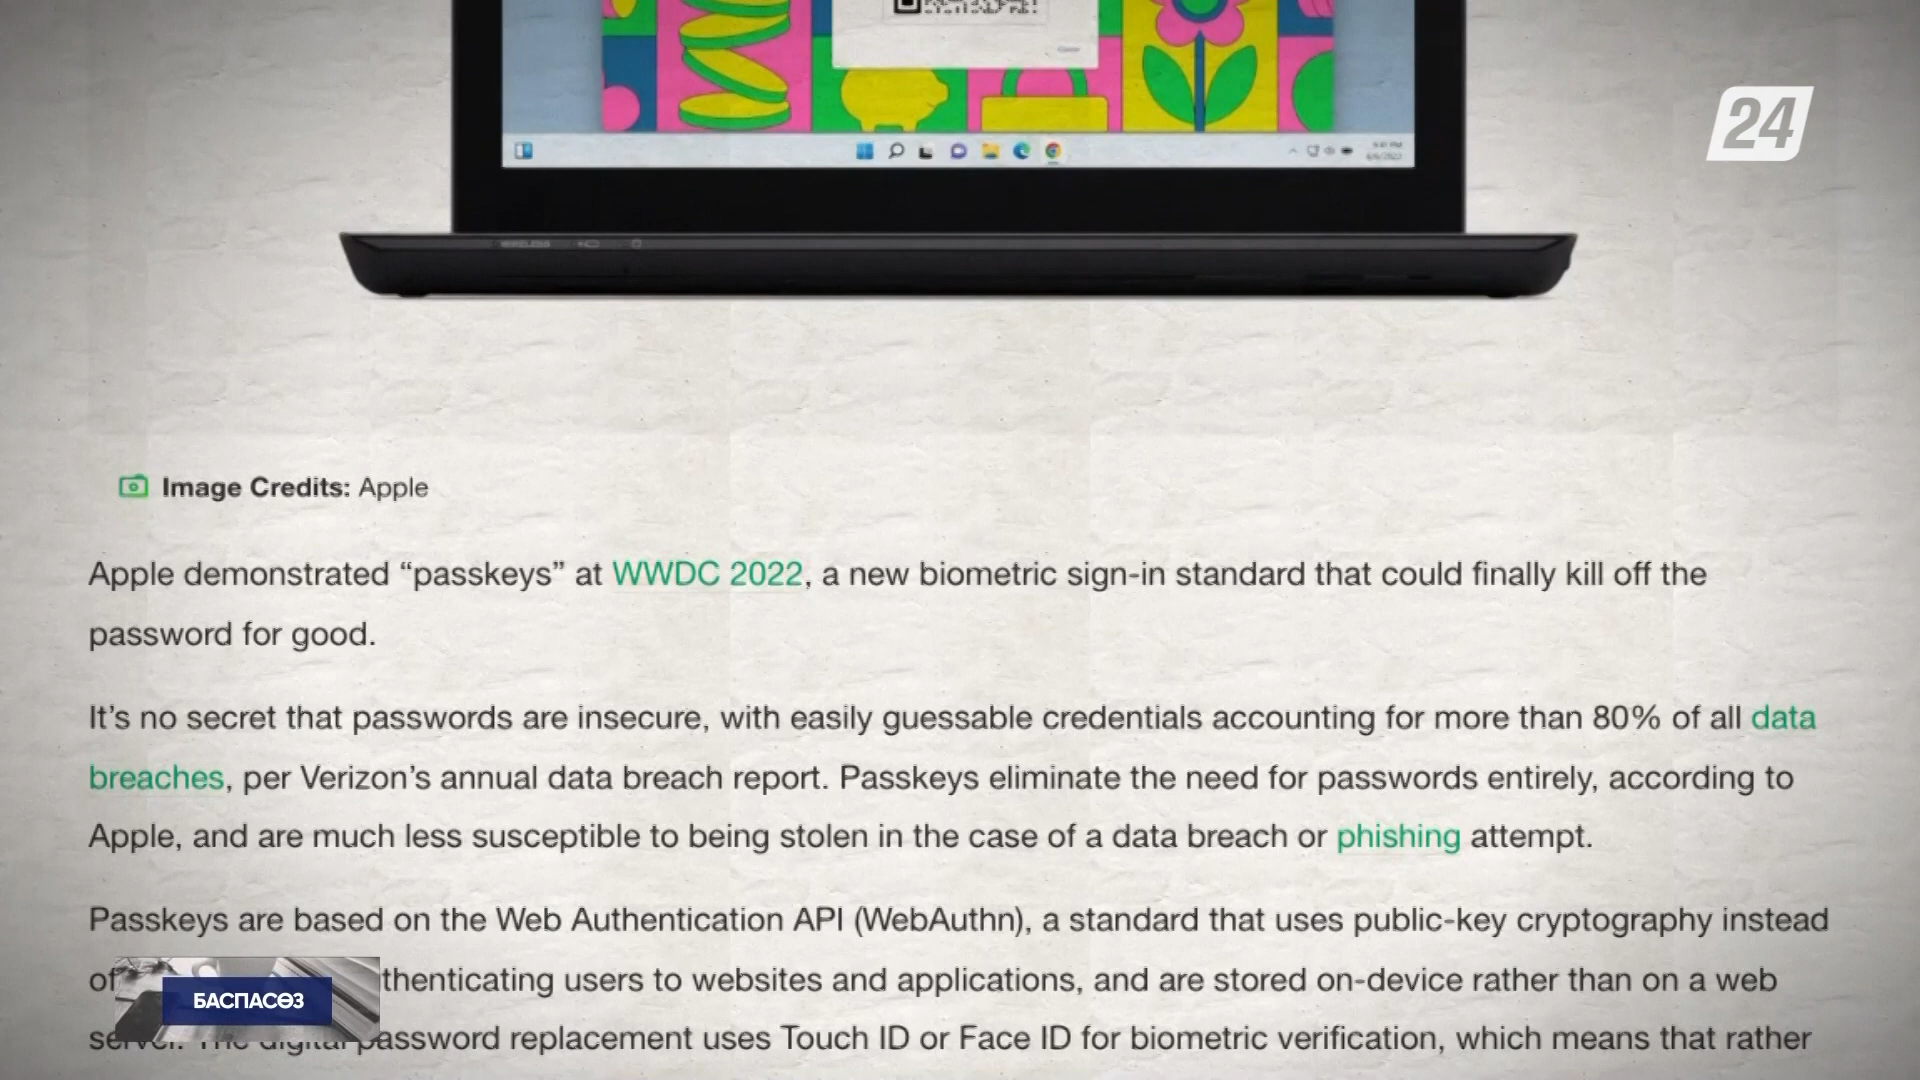 24
WIRELESS
Image Credits: Apple
Apple demonstrated “passkeys” at WWDC 2022, a new biometric sign-in standard that could finally kill off the
password for good.
It’s no secret that passwords are insecure, with easily guessable credentials accounting for more than 80% of all data
breaches, per Verizon’s annual data breach report. Passkeys eliminate the need for passwords entirely, according to
Apple, and are much less susceptible to being stolen in the case of a data breach or phishing attempt.
Passkeys are based on the Web Authentication API (WebAuthn), a standard that uses public-key cryptography instead
of thenticating users to websites and applications, and are stored on-device rather than on a web
server. The digital password replacement uses Touch ID or Face ID for biometric verification, which means that rather
БАСПАСӨЗ